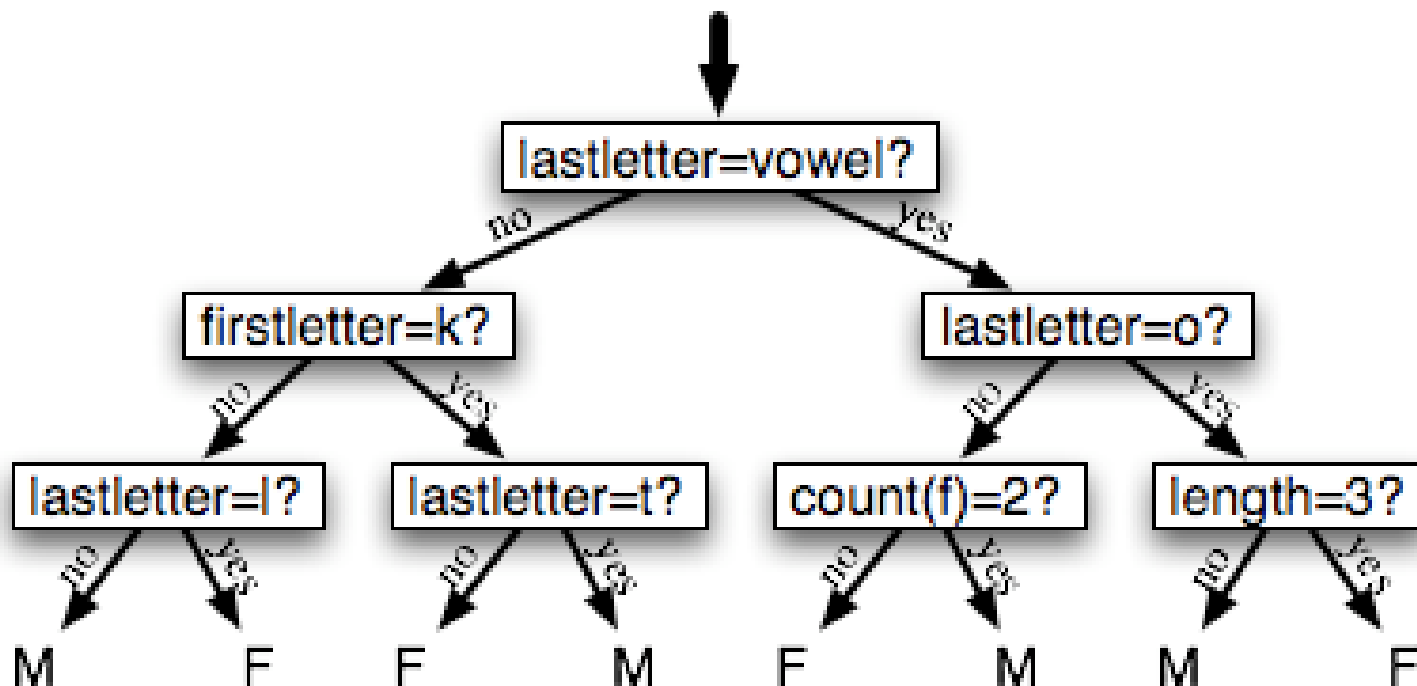 lastletter=vowel?
no yes
firstletter=k? lastletter=o?
no yes no yes
lastletter=l? lastletter=t? count(f)=2? length=3?
no yes no yes no yes no yes
M F F M F M M F